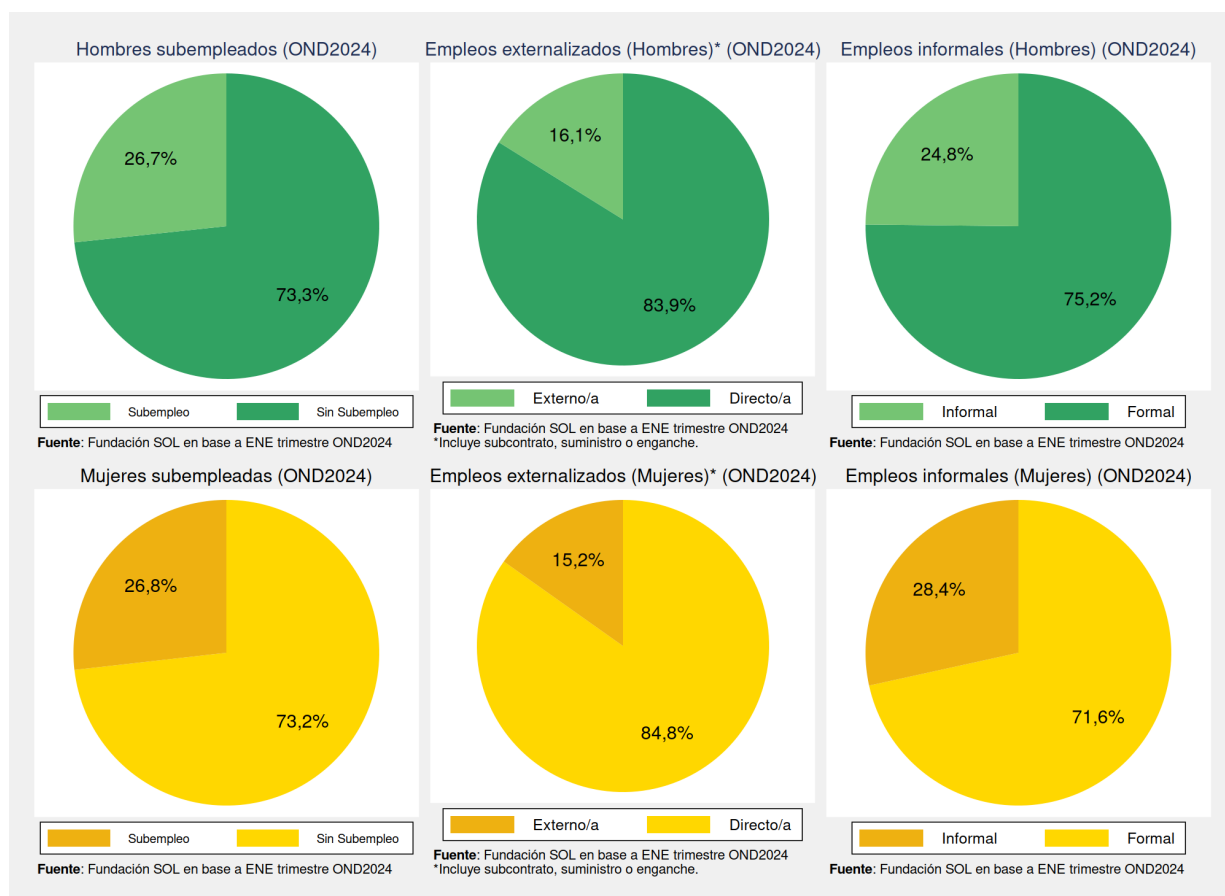 Hombres subempleados (OND2024)
26,7%
73,3%
Subempleo
Sin Subempleo
Fuente: Fundación SOL en base a ENE trimestre OND2024
Empleos externalizados (Hombres)* (OND2024)
16,1%
83,9%
Externo/a
Directo/a
Fuente: Fundación SOL en base a ENE trimestre OND2024
*Incluye subcontrato, suministro o enganche.
Empleos informales (Hombres) (OND2024)
24,8%
75,2%
Informal
Formal
Fuente: Fundación SOL en base a ENE trimestre OND2024
Mujeres subempleadas (OND2024)
26,8%
73,2%
Subempleo
Sin Subempleo
Fuente: Fundación SOL en base a ENE trimestre OND2024
Empleos externalizados (Mujeres)* (OND2024)
15,2%
84,8%
Externo/a
Directo/a
Fuente: Fundación SOL en base a ENE trimestre OND2024
*Incluye subcontrato, suministro o enganche.
Empleos informales (Mujeres) (OND2024)
28,4%
71,6%
Informal
Formal
Fuente: Fundación SOL en base a ENE trimestre OND2024